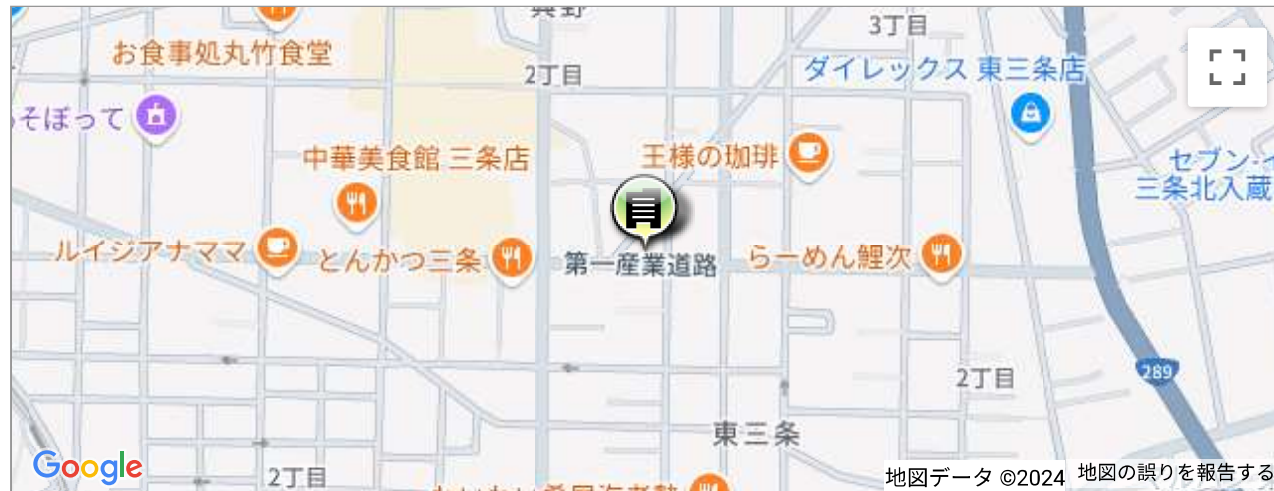 3丁目
お食事処丸竹食堂
2丁目
ダイレックス 東三条店
そぼって
中華美食館 三条店
王様の珈琲
セブン-イ
三条北入蔵
ルイジアナママ
とんかつ三条
第一産業道路
らーめん鯉次
289
2丁目
東三条
Google
2丁目
地図データ ©2024
地図の誤りを報告する